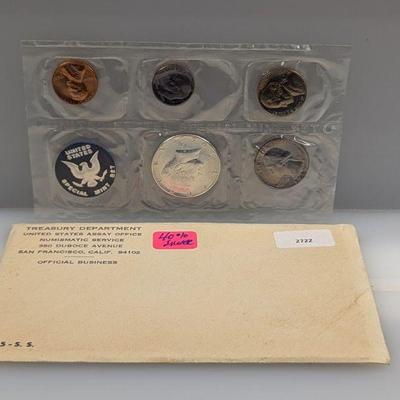 UNITED
STATES
SPECIAL MINT SET
TREASURY DEPARTMENT
UNITED STATES ASSAY OFFICE
NUMISMATIC SERVICE
350 DUBOCE AVENUE
SAN FRANCISCO, CALIF. 94102
OFFICIAL BUSINESS
40%
Silver
2722
S-S. S.